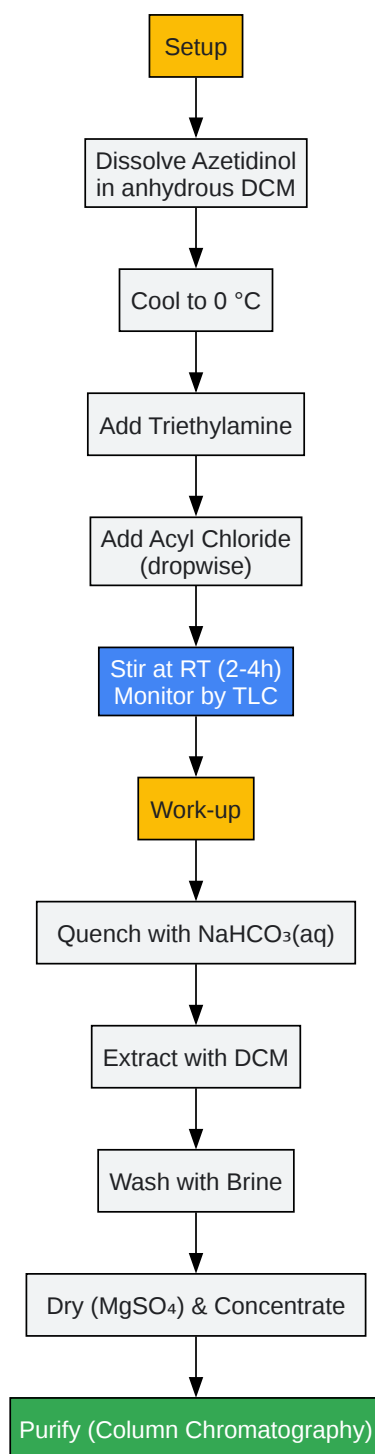 Setup
Dissolve Azetidinol
in anhydrous DCM
Cool to 0 °C
Add Triethylamine
Add Acyl Chloride
(dropwise)
Stir at RT (2-4h)
Monitor by TLC
Work-up
Quench with NaHCO₃(aq)
Extract with DCM
Wash with Brine
Dry (MgSO₄) & Concentrate
Purify (Column Chromatography)